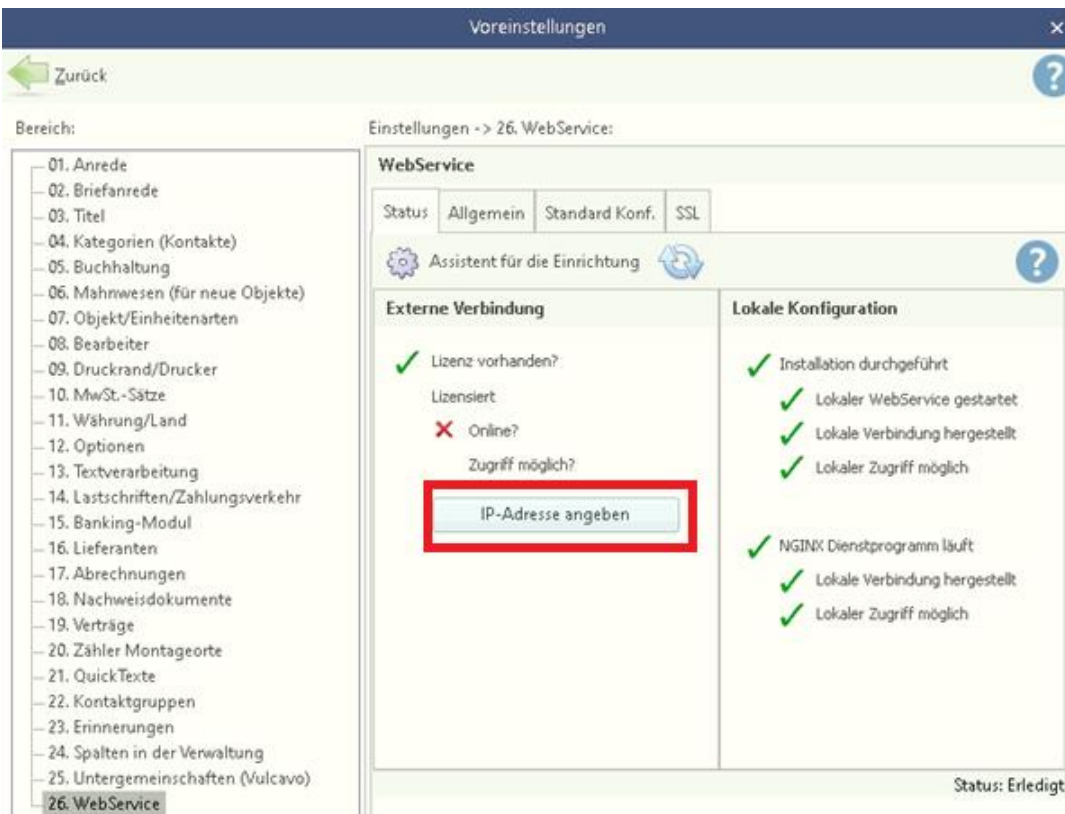 Voreinstellungen
Zurück
Bereich:
01. Anrede
02. Briefanrede
03. Titel
04. Kategorien (Kontakte)
05. Buchhaltung
06. Mahnwesen (für neue Objekte)
07. Objekt/Einheitenarten
08. Bearbeiter
09. Druckrand/Drucker
10. MwSt.-Sätze
11. Währung/Land
12. Optionen
13. Textverarbeitung
14. Lastschriften/Zahlungsverkehr
15. Banking-Modul
16. Lieferanten
17. Abrechnungen
18. Nachweisdokumente
19. Verträge
20. Zähler Montageorte
21. QuickTexte
22. Kontaktgruppen
23. Erinnerungen
24. Spalten in der Verwaltung
25. Untergemeinschaften (Vulcavo)
26. WebService
Einstellungen -> 26. WebService:
WebService
Status Allgemein Standard Konf. SSL
Assistent für die Einrichtung
Externe Verbindung
Lizenz vorhanden?
Lizensiert
Online?
Zugriff möglich?
IP-Adresse angeben
Lokale Konfiguration
Installation durchgeführt
Lokaler WebService gestartet
Lokale Verbindung hergestellt
Lokaler Zugriff möglich
NGINX Dienstprogramm läuft
Lokale Verbindung hergestellt
Lokaler Zugriff möglich
Status: Erledigt